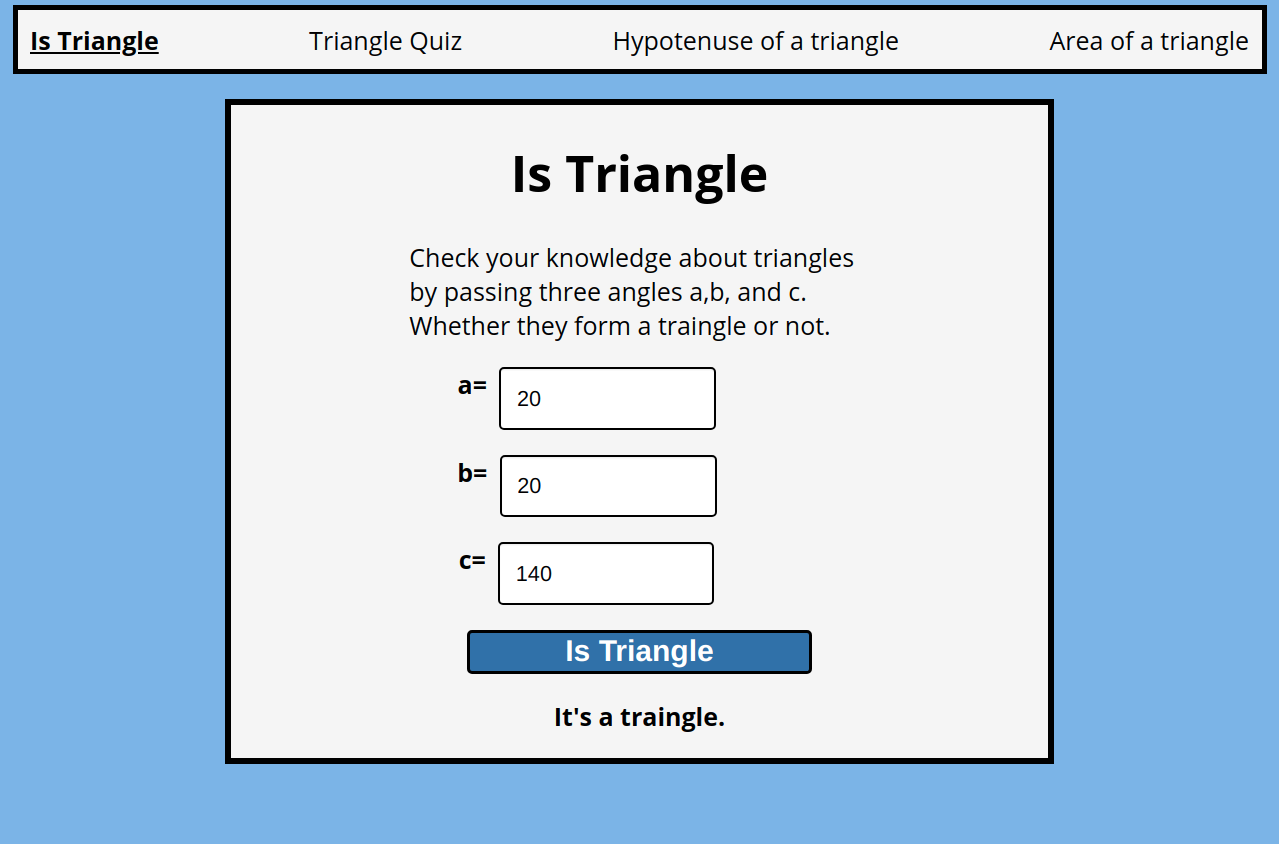 Is Triangle Triangle Quiz Hypotenuse of a triangle Area of a triangle
Is Triangle
Check your knowledge about triangles
by passing three angles a,b, and c.
Whether they form a traingle or not.
a= 20
b= 20
c= 140
Is Triangle
It's a traingle.